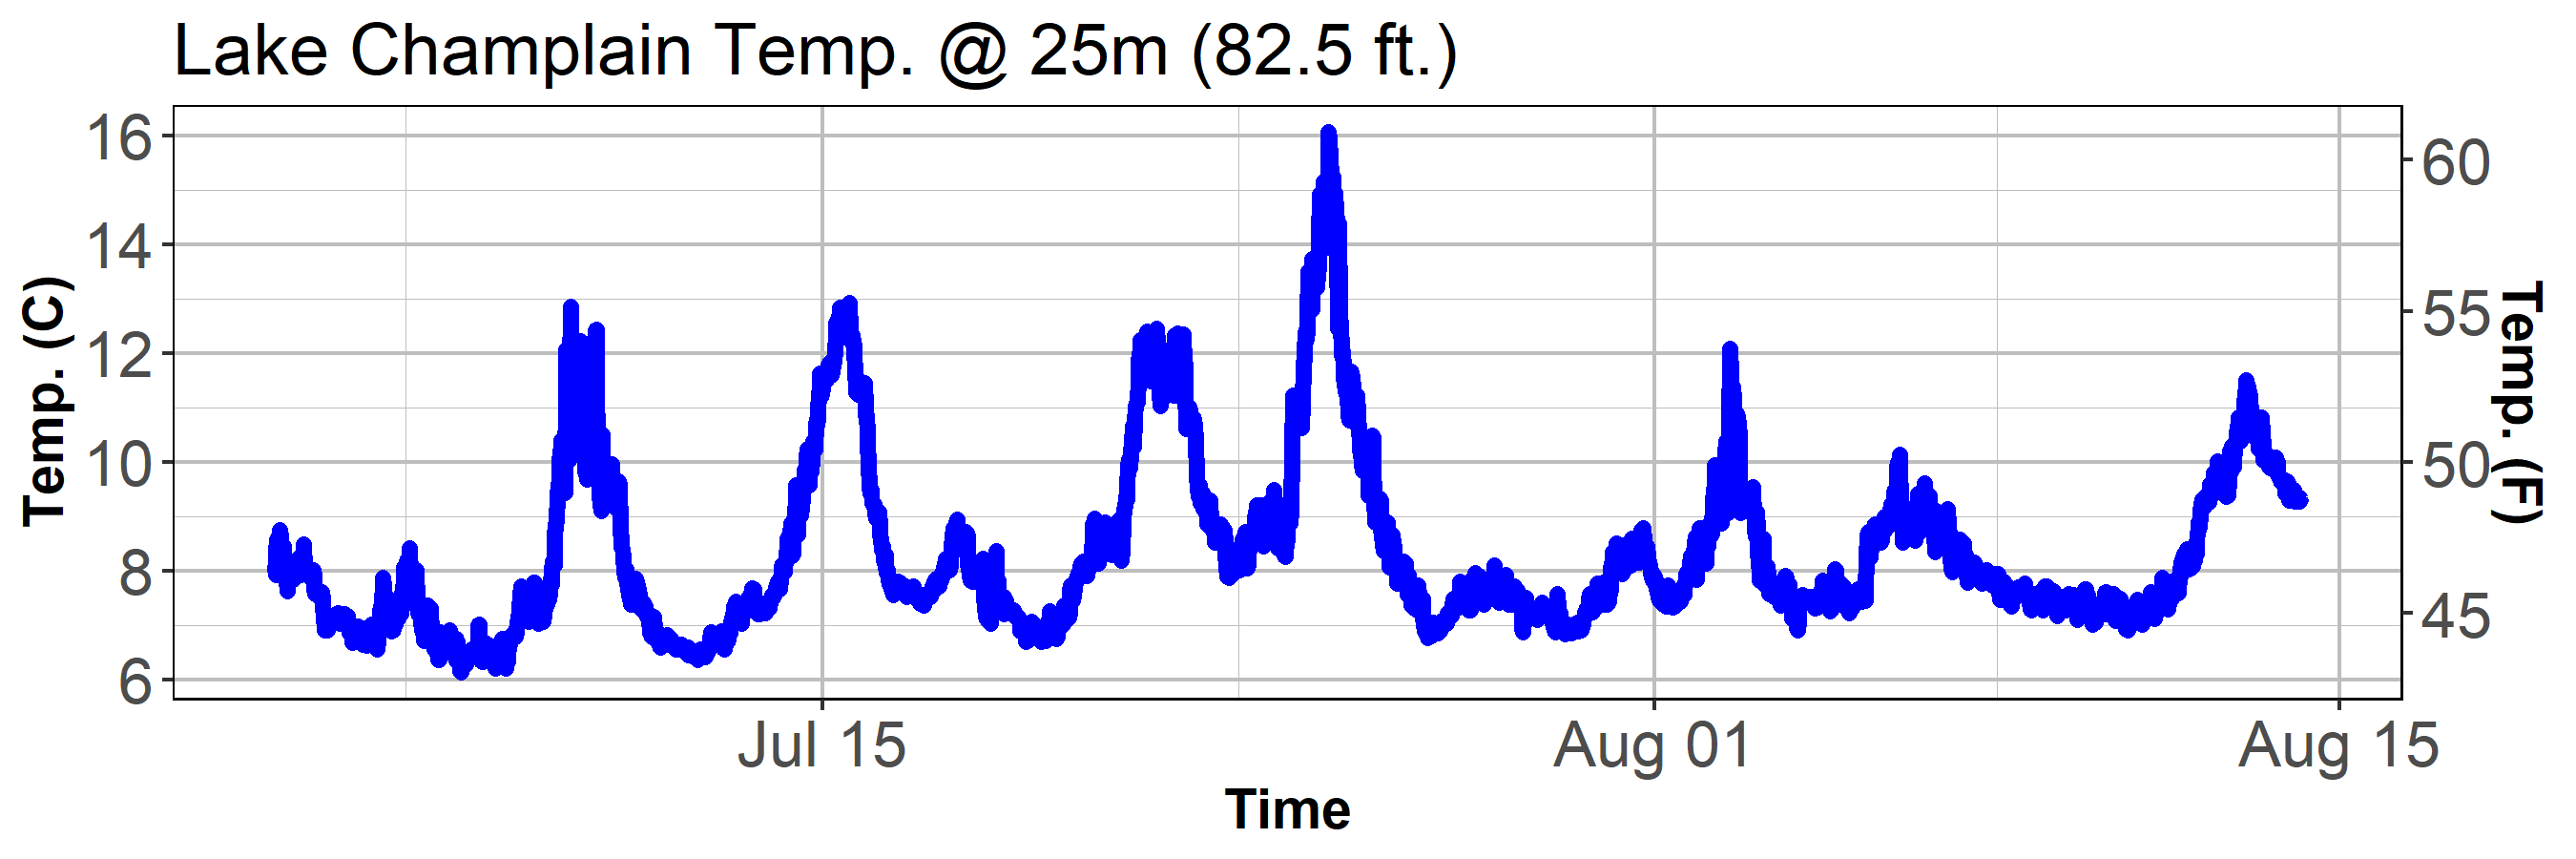 Lake Champlain Temp. @ 25m (82.5 ft.)
16
14
12
10
8
6
Temp. (C)
60
55
50
45
Temp. (F)
Jul 15
Aug 01
Aug 15
Time